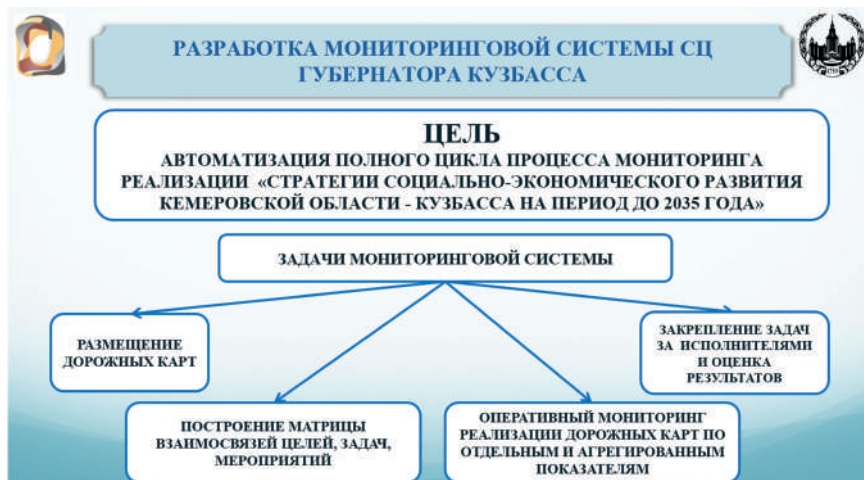 РАЗРАБОТКА МОНИТОРИНГОВОЙ СИСТЕМЫ СЦ
ГУБЕРНАТОРА КУЗБАССА
ЦЕЛЬ
АВТОМАТИЗАЦИЯ ПОЛНОГО ЦИКЛА ПРОЦЕССА МОНИТОРИНГА
РЕАЛИЗАЦИИ «СТРАТЕГИИ СОЦИАЛЬНО-ЭКОНОМИЧЕСКОГО РАЗВИТИЯ
КЕМЕРОВСКОЙ ОБЛАСТИ - КУЗБАССА НА ПЕРИОД ДО 2035 ГОДА»
ЗАДАЧИ МОНИТОРИНГОВОЙ СИСТЕМЫ
РАЗМЕЩЕНИЕ
ДОРОЖНЫХ КАРТ
ЗАКРЕПЛЕНИЕ ЗАДАЧ
ЗА ИСПОЛНИТЕЛЯМИ
И ОЦЕНКА
РЕЗУЛЬТАТОВ
ПОСТРОЕНИЕ МАТРИЦЫ
ВЗАИМОСВЯЗЕЙ ЦЕЛЕЙ, ЗАДАЧ,
МЕРОПРИЯТИЙ
ОПЕРАТИВНЫЙ МОНИТОРИНГ
РЕАЛИЗАЦИИ ДОРОЖНЫХ КАРТ ПО
ОТДЕЛЬНЫМ И АГРЕГИРОВАННЫМ
ПОКАЗАТЕЛЯМ